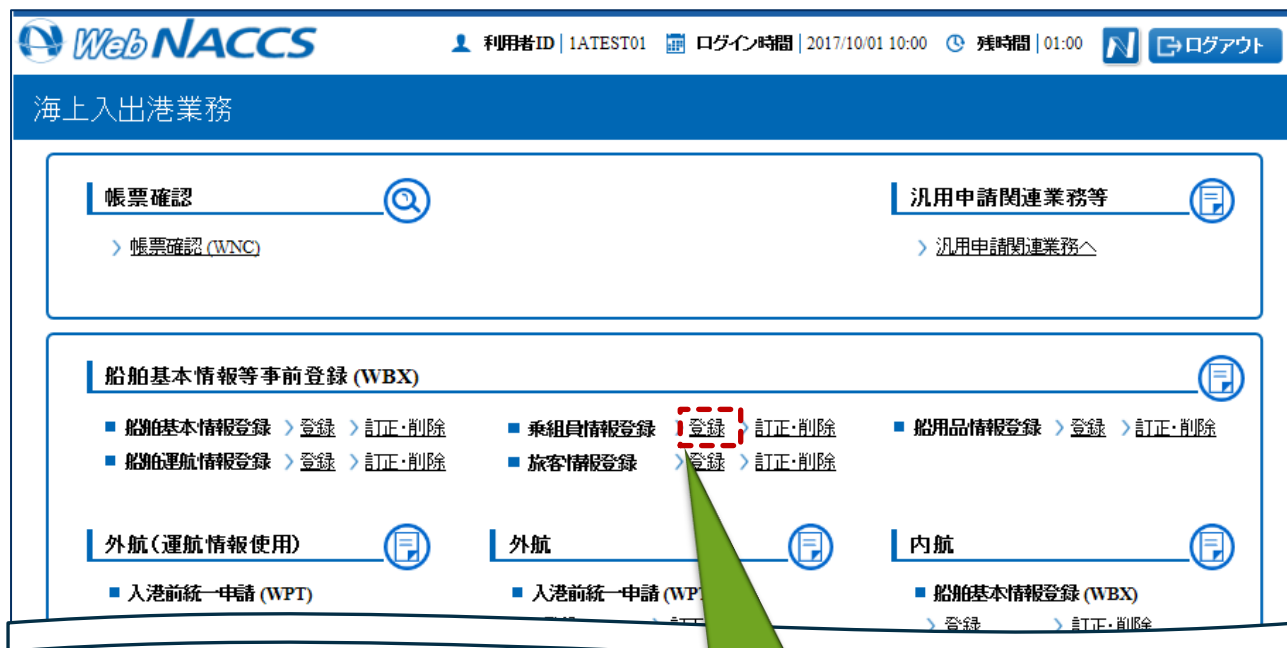 Web NACCS 利用者ID | 1ATEST01 ログイン時間 | 2017/10/01 10:00 残時間 | 01:00 N ログアウト
海上入出港業務
帳票確認 汎用申請関連業務等
帳票確認 (WNC) 汎用申請関連業務へ
船舶基本情報等事前登録 (WBX)
船舶基本情報登録 登録 訂正・削除 乗組員情報登録 登録 訂正・削除 船用品情報登録 登録 訂正・削除
船舶運航情報登録 登録 訂正・削除 旅客情報登録 登録 訂正・削除
外航（運航情報使用） 外航 内航
入港前統一申請 (WPT) 入港前統一申請 船舶基本情報登録 (WBX)
登録 訂正・削除